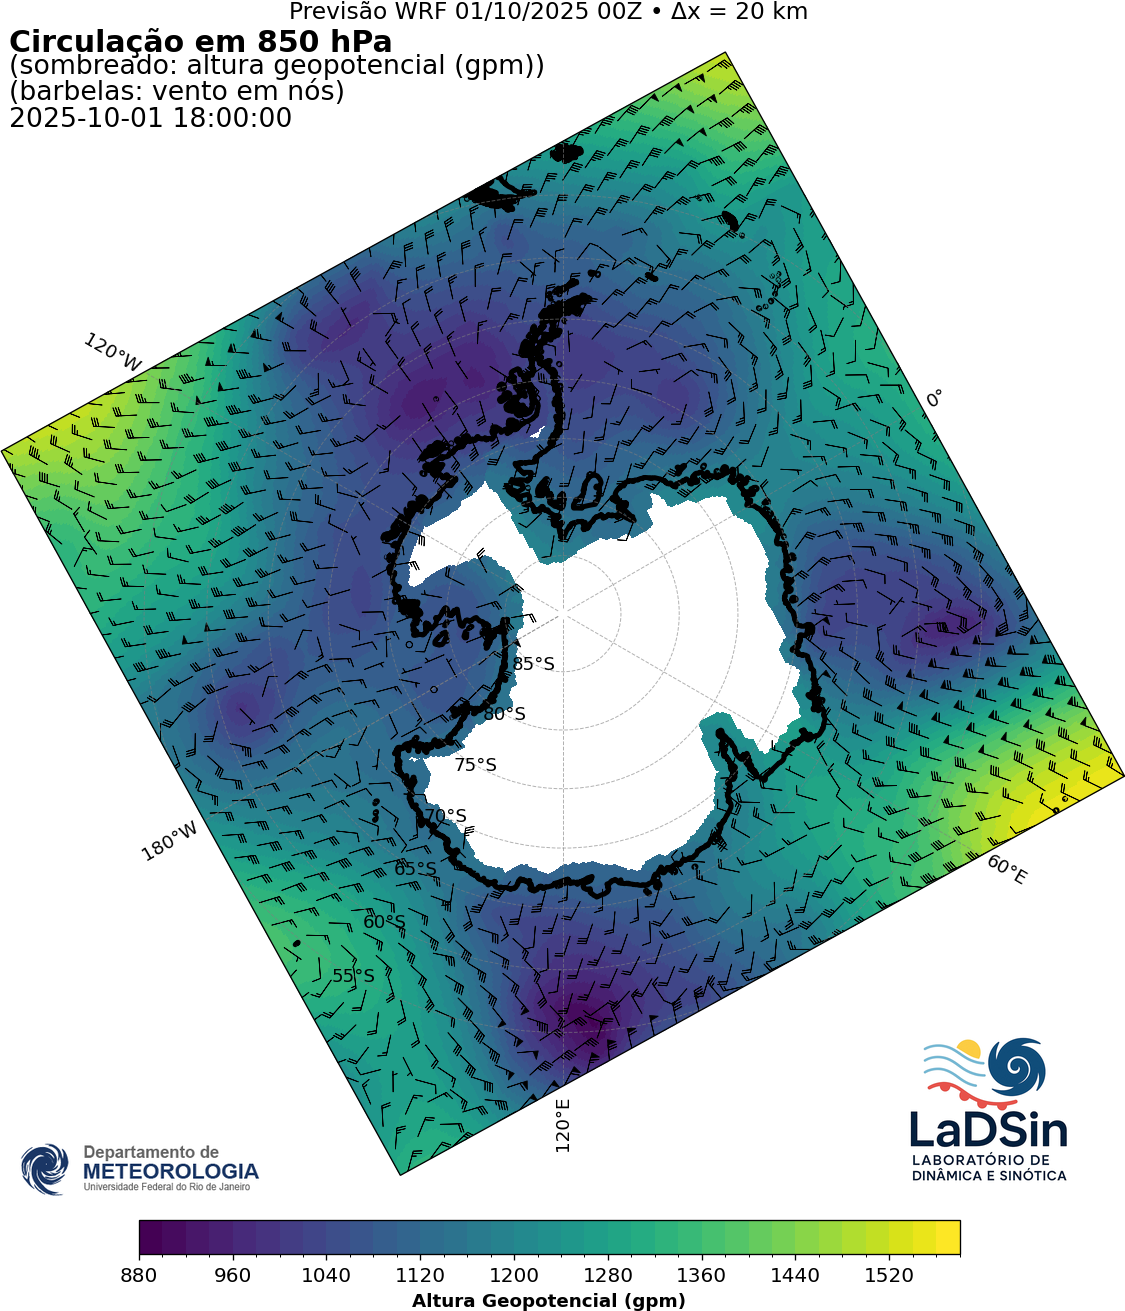 Previsão WRF 01/10/2025 00Z • Δx = 20 km
Circulação em 850 hPa
(sombreado: altura geopotencial (gpm))
(barbelas: vento em nós)
2025-10-01 18:00:00
120°W
0°
85°S
80°S
75°S
70°S
180°W
65°S
60°E
60°S
55°S
120°E
LaDSin
LABORATÓRIO DE
DINÂMICA E SINÓTICA
Departamento de
METEOROLOGIA
Universidade Federal do Rio de Janeiro
880 960 1040 1120 1200 1280 1360 1440 1520
Altura Geopotencial (gpm)